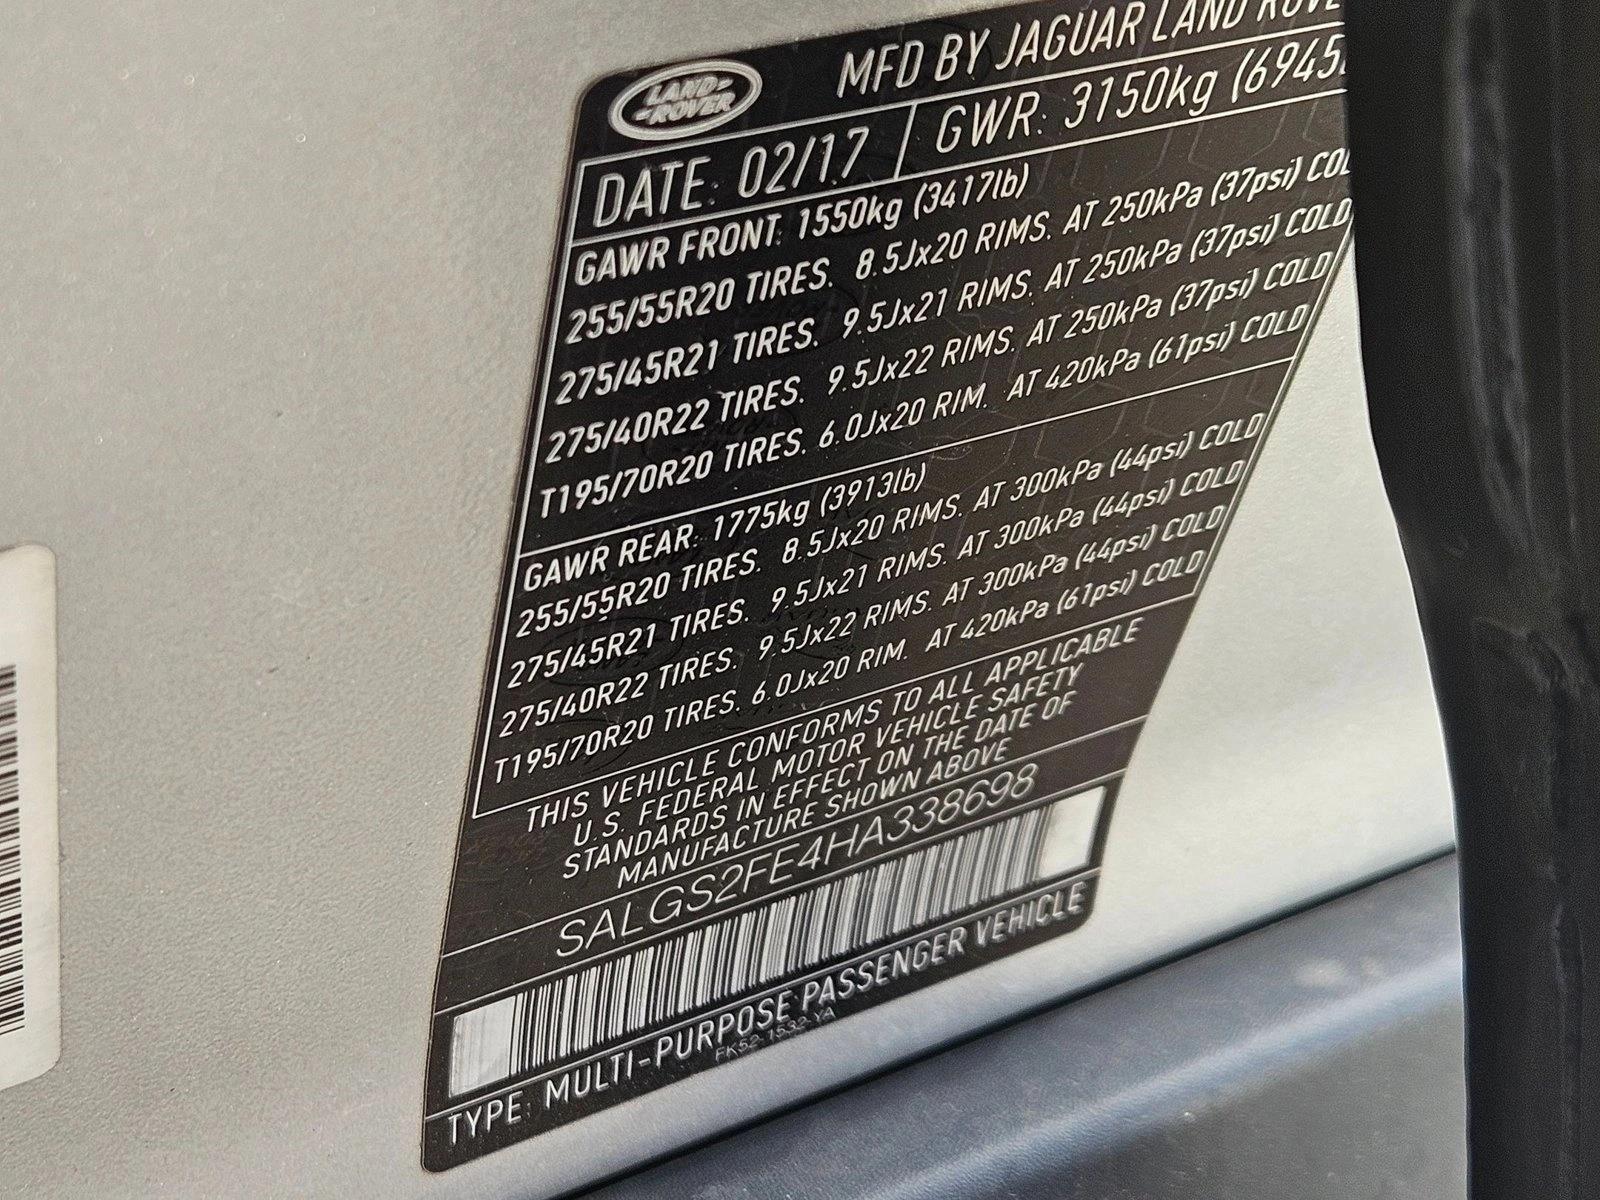 LAND-
-ROVER
MFD BY JAGUAR LAND ROVE
DATE: 02/17 GWR: 3150kg (6945
GAWR FRONT: 1550kg (3417lb)
255/55R20 TIRES. 8.5Jx20 RIMS. AT 250kPa (37psi) COL
275/45R21 TIRES. 9.5Jx21 RIMS. AT 250kPa (37psi) COLD
275/40R22 TIRES. 9.5Jx22 RIMS. AT 250kPa (37psi) COLD
T195/70R20 TIRES. 6.0Jx20 RIM. AT 420kPa (61psi) COLD
GAWR REAR: 1775kg (3913lb)
255/55R20 TIRES. 8.5Jx20 RIMS. AT 300kPa (44psi) COLD
275/45R21 TIRES. 9.5Jx21 RIMS. AT 300kPa (44psi) COLD
275/40R22 TIRES. 9.5Jx22 RIMS. AT 300kPa (44psi) COLD
T195/70R20 TIRES. 6.0Jx20 RIM. AT 420kPa (61psi) COLD
THIS VEHICLE CONFORMS TO ALL APPLICABLE
U.S. FEDERAL MOTOR VEHICLE SAFETY
STANDARDS IN EFFECT ON THE DATE OF
MANUFACTURE SHOWN ABOVE
SALGS2FE4HA338698
TYPE: MULTI-PURPOSE PASSENGER VEHICLE
FK52-1532-YA